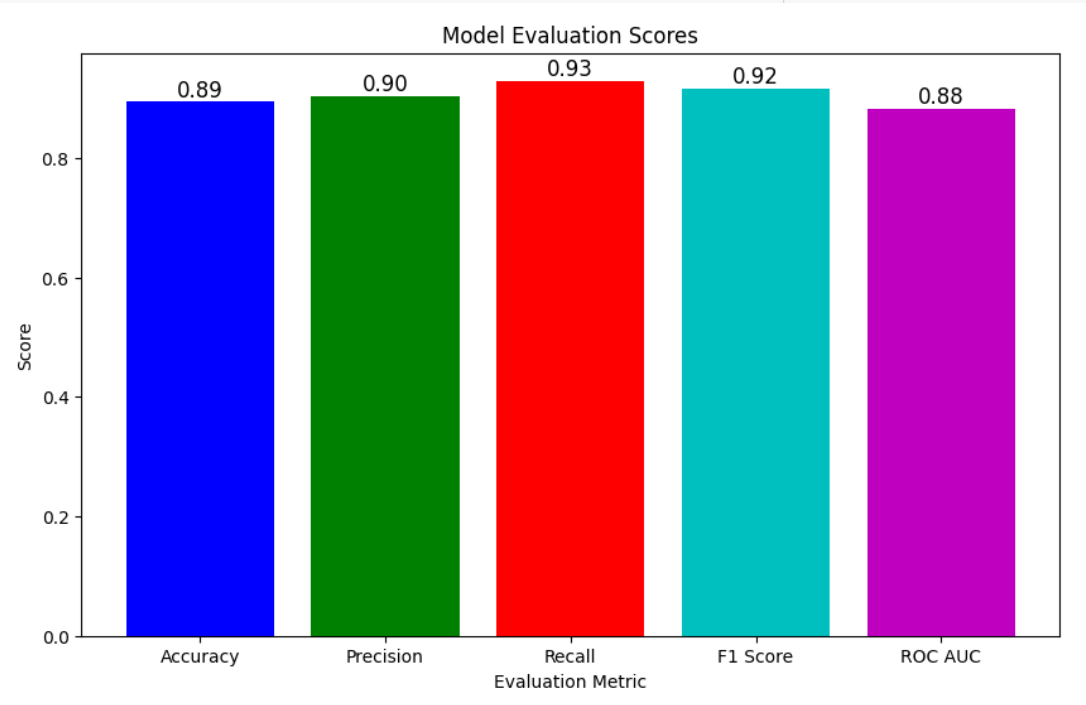 Model Evaluation Scores
0.89
0.90
0.93
0.92
0.88
0.8
0.6
0.4
0.2
0.0
Score
Accuracy
Precision
Recall
F1 Score
ROC AUC
Evaluation Metric